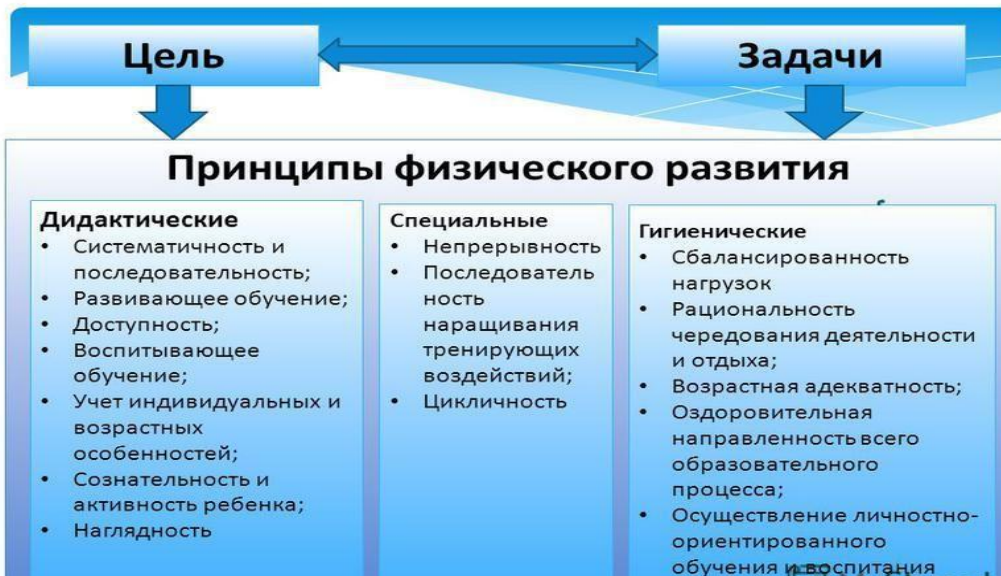 Цель
Задачи
Принципы физического развития
Дидактические
• Систематичность и
последовательность;
• Развивающее обучение;
• Доступность;
• Воспитывающее
обучение;
• Учет индивидуальных и
возрастных
особенностей;
• Сознательность и
активность ребенка;
• Наглядность
Специальные
• Непрерывность
• Последователь
ность
наращивания
тренирующих
воздействий;
• Цикличность
Гигиенические
• Сбалансированность
нагрузок
• Рациональность
чередования деятельности
и отдыха;
• Возрастная адекватность;
• Оздоровительная
направленность всего
образовательного
процесса;
• Осуществление личностно-
ориентированного
обучения и воспитания